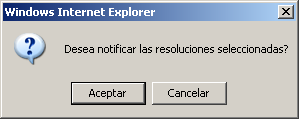 Windows Internet Explorer
Desea notificar las resoluciones seleccionadas?
Aceptar
Cancelar